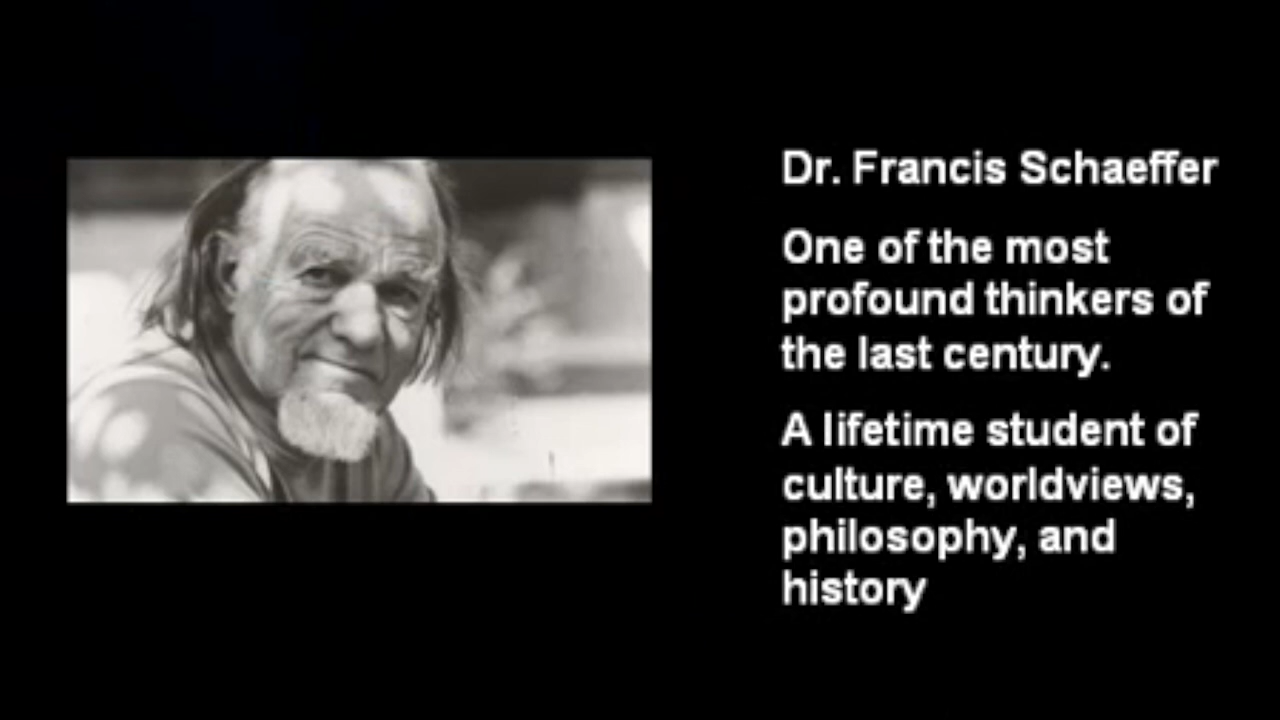 Dr. Francis Schaeffer
One of the most
profound thinkers of
the last century.
A lifetime student of
culture, worldviews,
philosophy, and
history